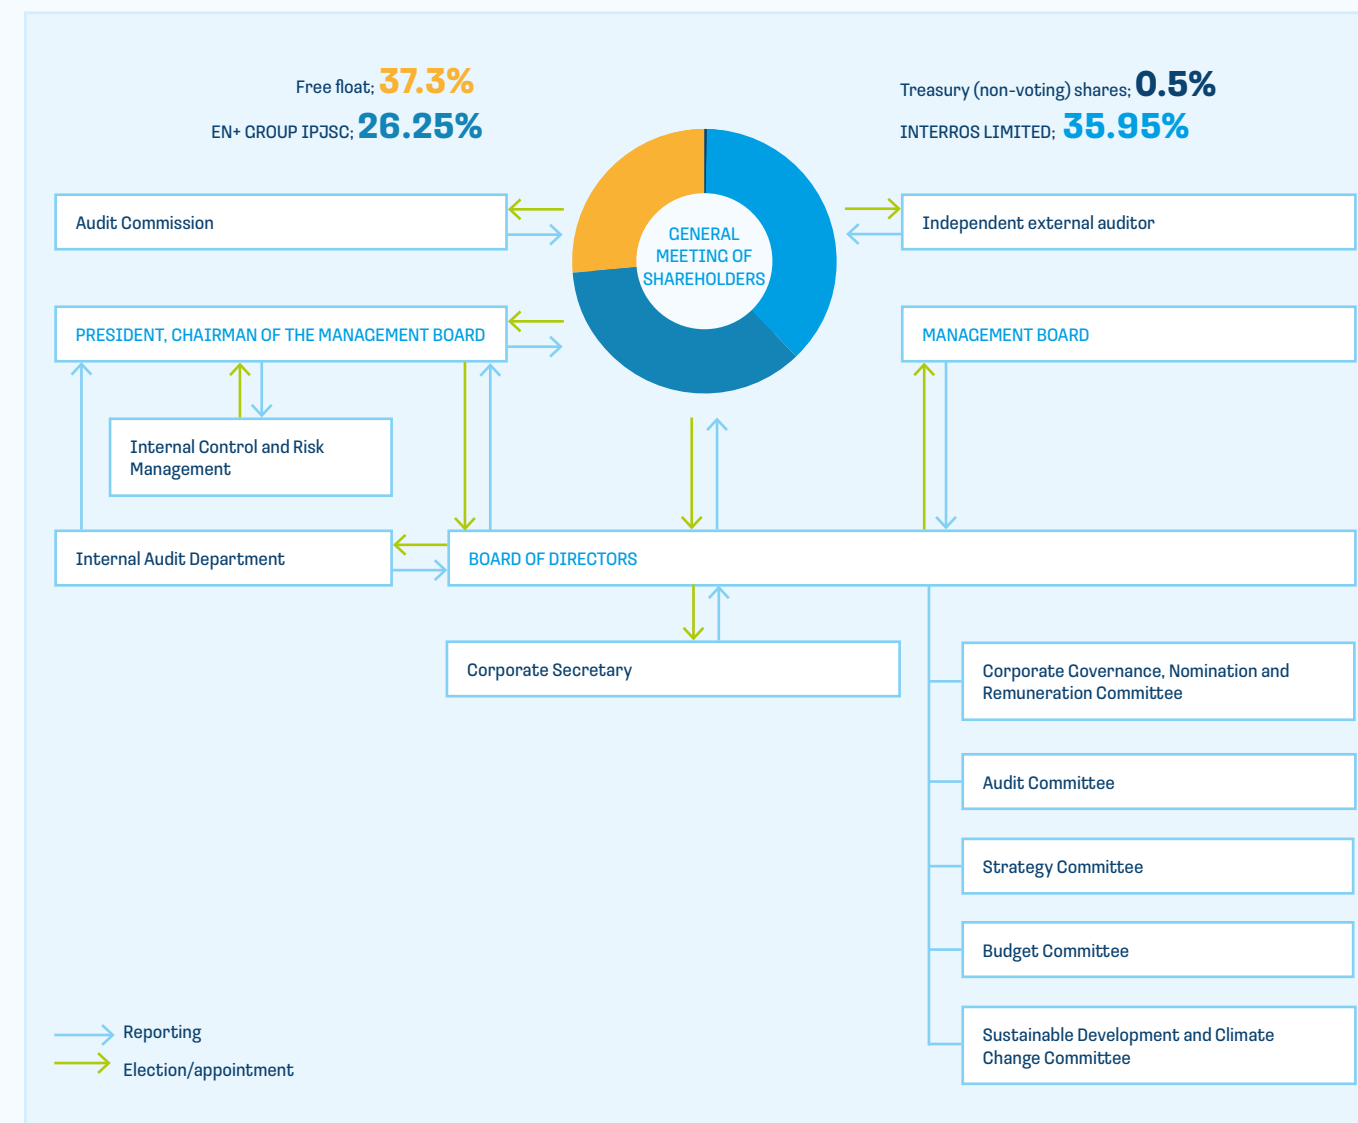 Free float; 37.3%
EN+ GROUP IPJSC; 26.25%
Treasury (non-voting) shares; 0.5%
INTERROS LIMITED; 35.95%
GENERAL
MEETING OF
SHAREHOLDERS
Audit Commission
Independent external auditor
PRESIDENT, CHAIRMAN OF THE MANAGEMENT BOARD
MANAGEMENT BOARD
Internal Control and Risk
Management
Internal Audit Department
BOARD OF DIRECTORS
Corporate Secretary
Corporate Governance, Nomination and
Remuneration Committee
Audit Committee
Strategy Committee
Budget Committee
Sustainable Development and Climate
Change Committee
Reporting
Election/appointment